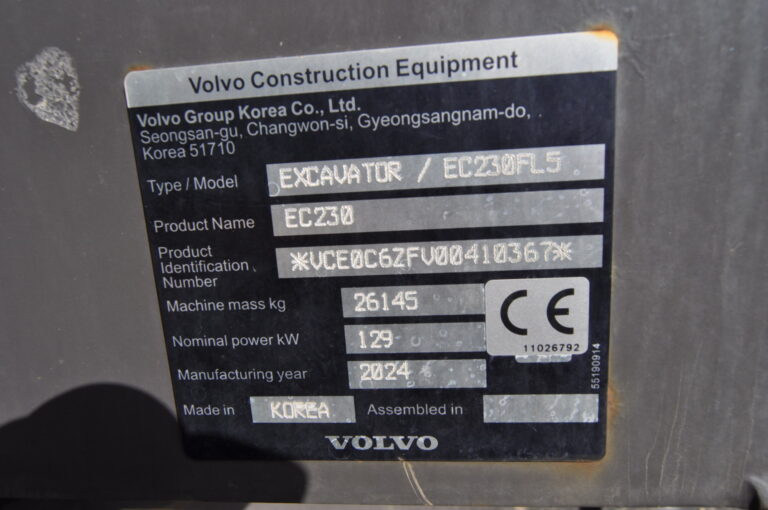 Volvo Construction Equipment
Volvo Group Korea Co., Ltd.
Seongsan-gu, Changwon-si, Gyeongsangnam-do,
Korea 51710
Type / Model EXCAVATOR / EC230FL5
Product Name EC230
Product
Identification
Number
*VCE0C6ZFV00410367*
Machine mass kg 26145
Nominal power kW 129
CE
11026792
Manufacturing year 2024
55190914
Made in KOREA Assembled in
VOLVO